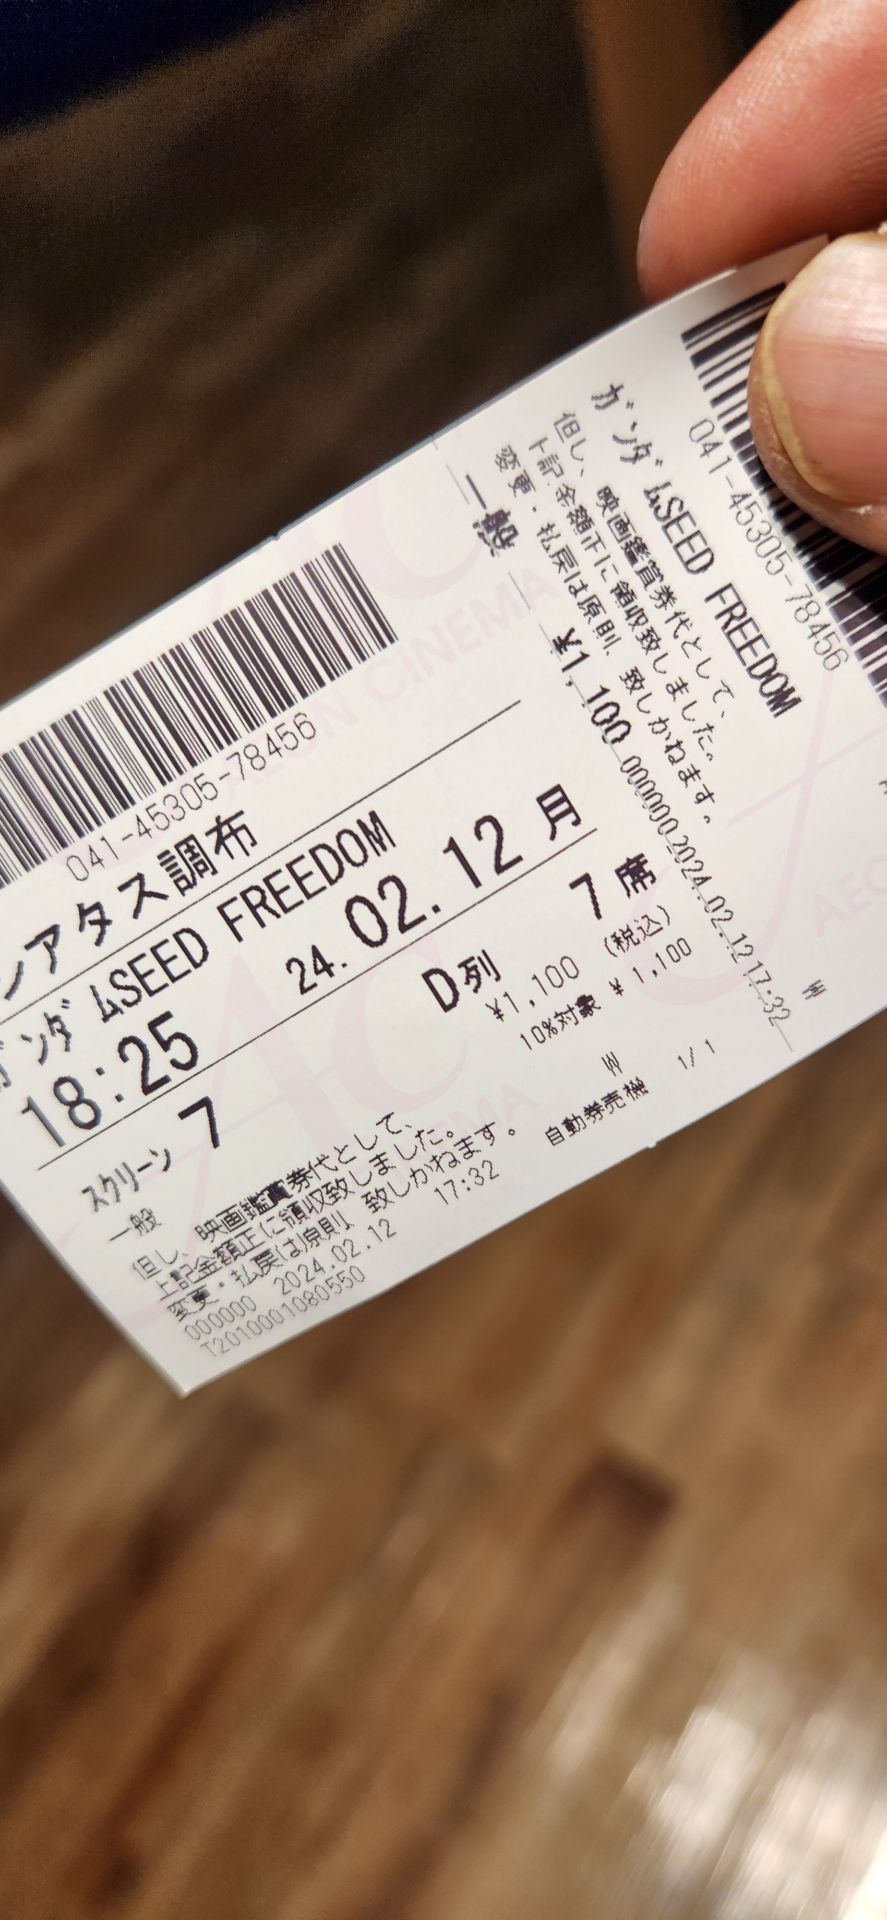 041-45305-78456
ンアタス調布
ガンダムSEED FREEDOM
24.02.12 月
18:25
D列 7席
スクリーン 7
¥1,100 (税込)
10%対象 ¥1,100
一般
但し、映画鑑賞券代として、
上記金額正に領収致しました。
変更・払戻は原則、致しかねます。
000000 2024.02.12 17:32
T2010001080550
自動券売機 1/1
AEON CINEMA
041-45305-78456
ガンダムSEED FREEDOM
但し、映画鑑賞券代として、
上記金額正に領収致しました。
変更・払戻は原則、致しかねます。
一般 ¥1,100 000000 2024.02.12 17:32